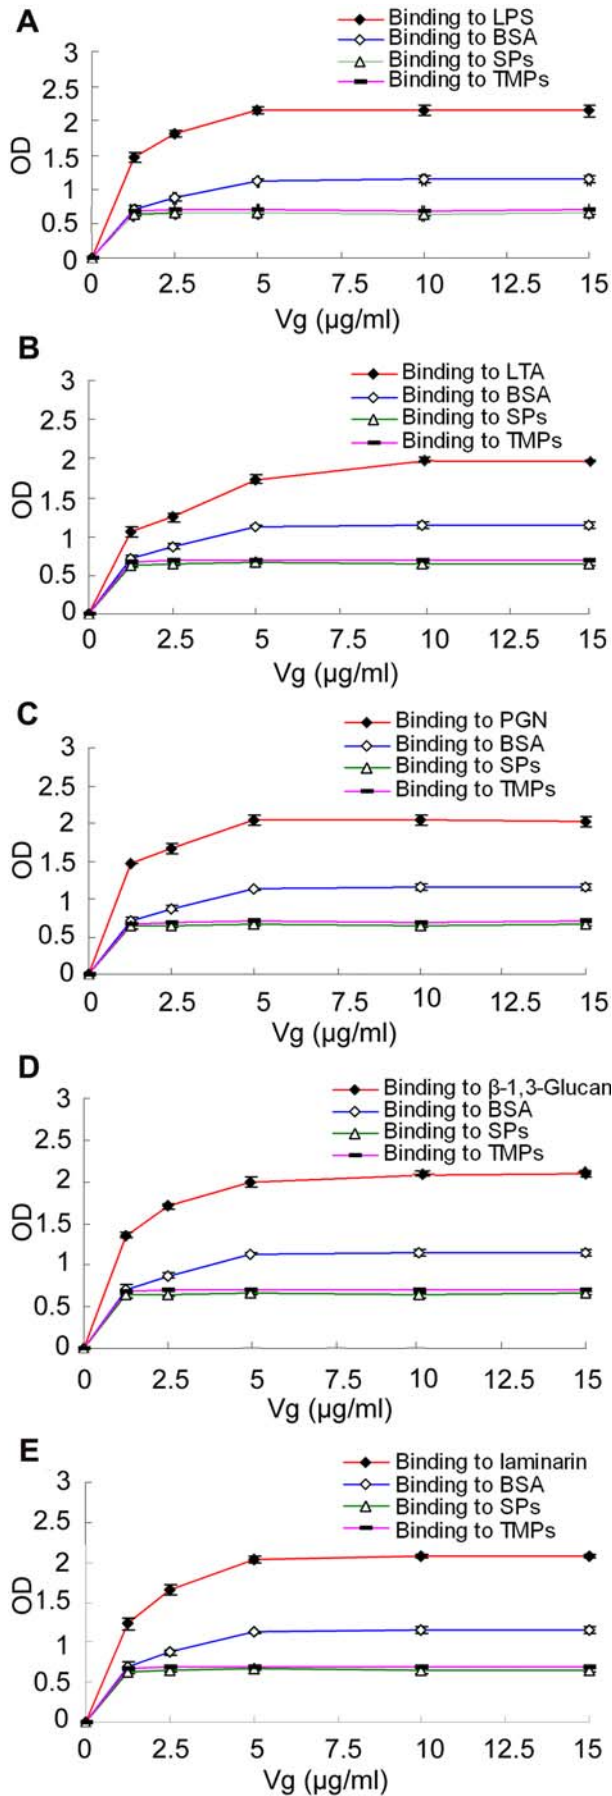 A
Binding to LPS
Binding to BSA
Binding to SPs
Binding to TMPs
3
2.5
2
1.5
1
0.5
0
OD
0 2.5 5 7.5 10 12.5 15
Vg (µg/ml)
B
Binding to LTA
Binding to BSA
Binding to SPs
Binding to TMPs
3
2.5
2
1.5
1
0.5
0
OD
0 2.5 5 7.5 10 12.5 15
Vg (µg/ml)
C
Binding to PGN
Binding to BSA
Binding to SPs
Binding to TMPs
3
2.5
2
1.5
1
0.5
0
OD
0 2.5 5 7.5 10 12.5 15
Vg (µg/ml)
D
Binding to β-1,3-Glucan
Binding to BSA
Binding to SPs
Binding to TMPs
3
2.5
2
1.5
1
0.5
0
OD
0 2.5 5 7.5 10 12.5 15
Vg (µg/ml)
E
Binding to laminarin
Binding to BSA
Binding to SPs
Binding to TMPs
3
2.5
2
1.5
1
0.5
0
OD
0 2.5 5 7.5 10 12.5 15
Vg (µg/ml)